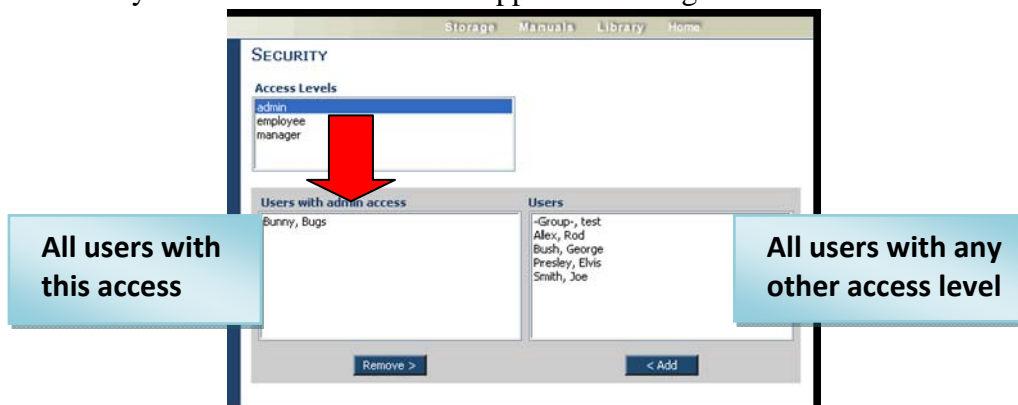 Storage Manuals Library Home
SECURITY
Access Levels
admin
employee
manager
Users with admin access
Bunny, Bugs
Users
-Group-, test
Alex, Rod
Bush, George
Presley, Elvis
Smith, Joe
All users with
this access
All users with any
other access level
Remove >
< Add